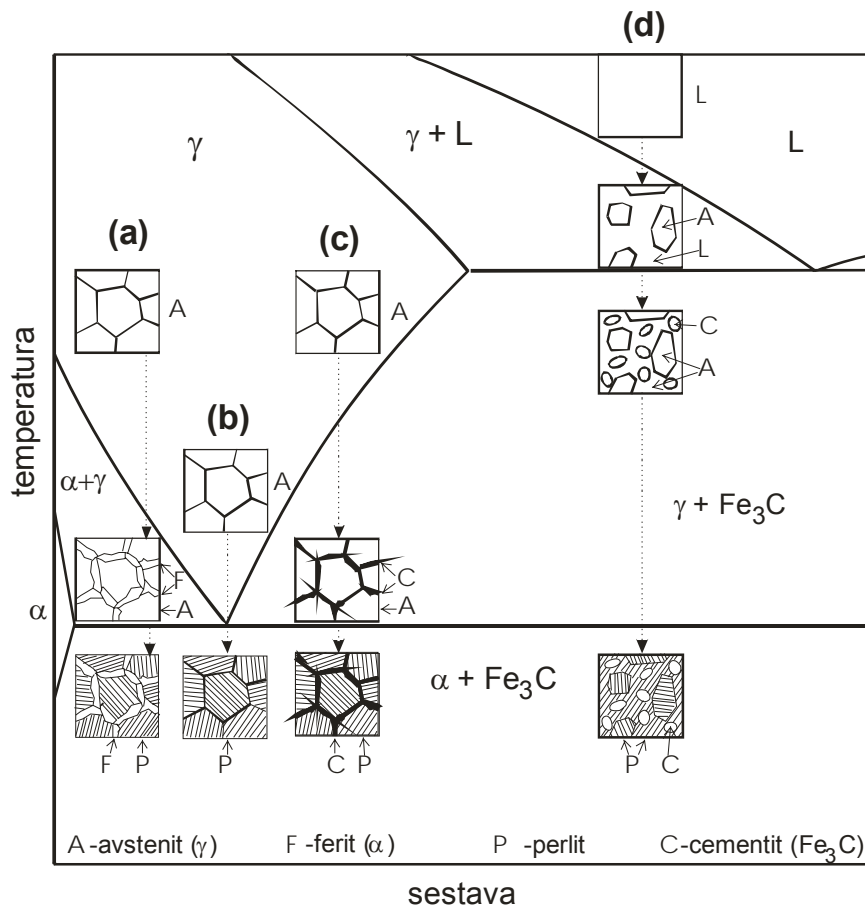 (d)
L
γ
γ + L
L
(a)
(c)
A
L
A
A
C
A
(b)
temperatura
α+γ
A
γ + Fe₃C
F
A
C
A
α
α + Fe₃C
F P
P
C P
P C
A -avstenit (γ) F -ferit (α) P -perlit C-cementit (Fe₃C)
sestava